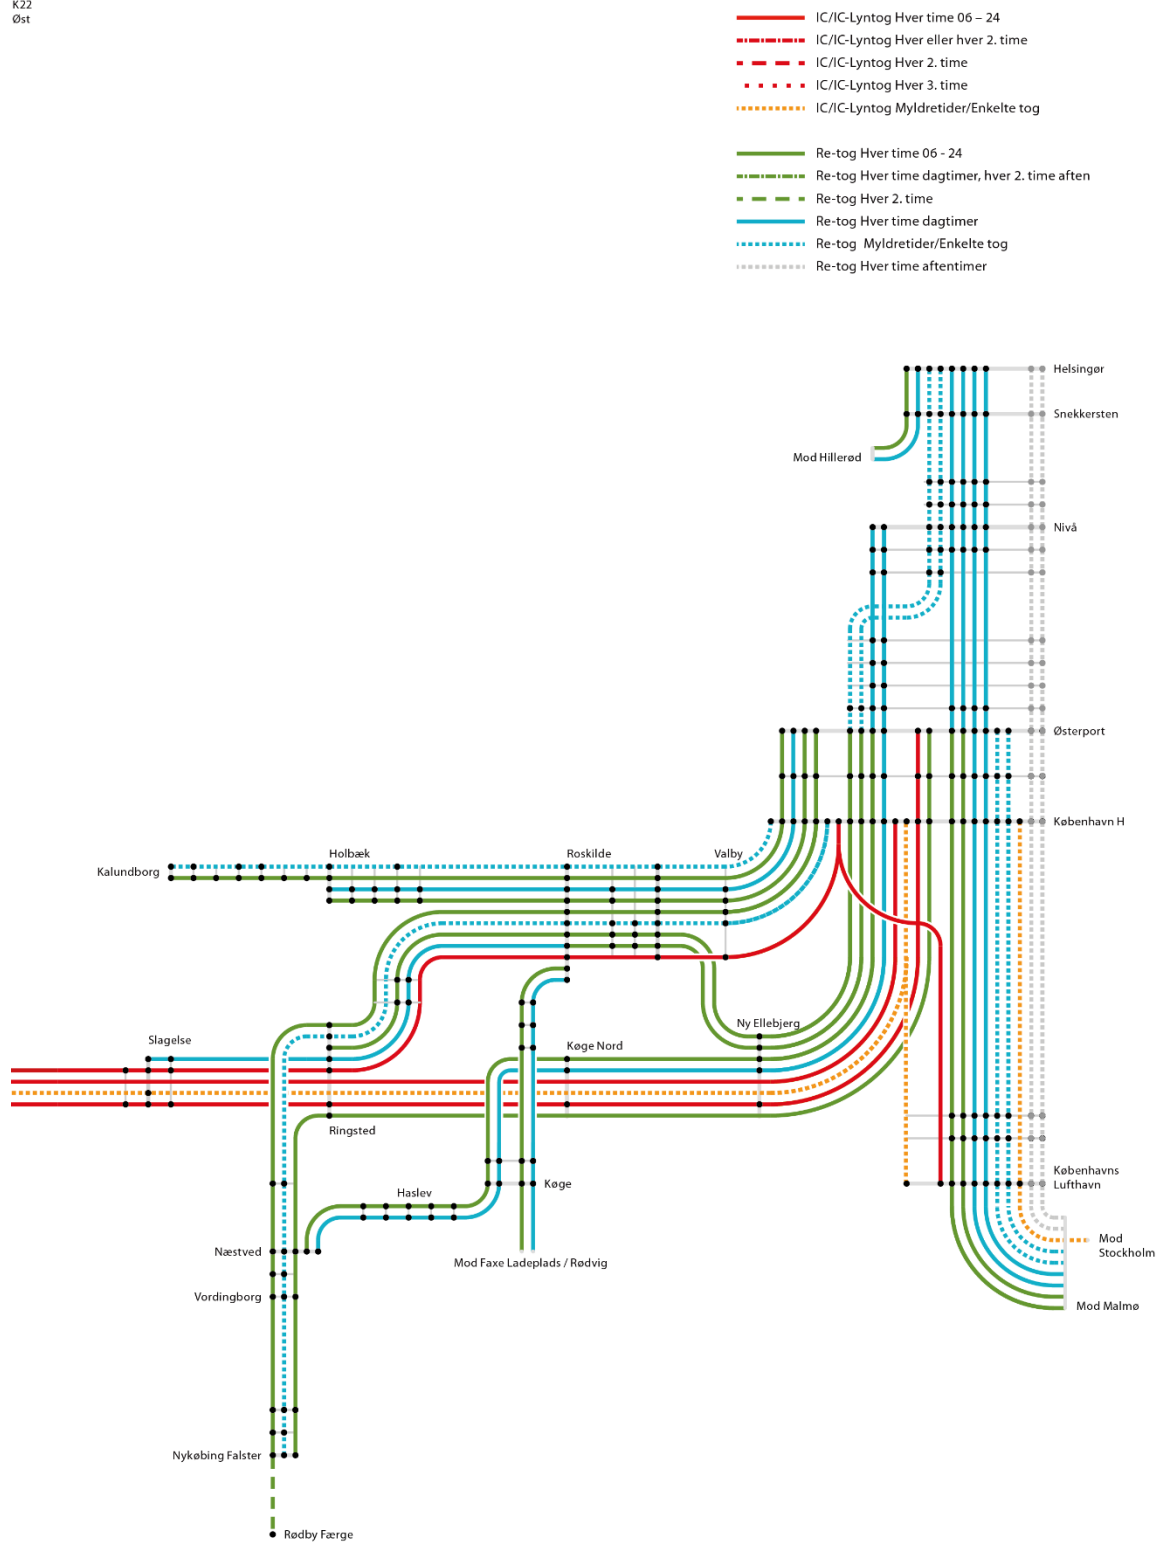 K22
Øst
IC/IC-Lyntog Hver time 06 – 24
IC/IC-Lyntog Hver eller hver 2. time
IC/IC-Lyntog Hver 2. time
IC/IC-Lyntog Hver 3. time
IC/IC-Lyntog Myldretider/Enkelte tog
Re-tog Hver time 06 - 24
Re-tog Hver time dagtimer, hver 2. time aften
Re-tog Hver 2. time
Re-tog Hver time dagtimer
Re-tog Myldretider/Enkelte tog
Re-tog Hver time aftentimer
Helsingør
Snekkersten
Mod Hillerød
Nivå
Østerport
København H
Holbæk
Roskilde
Valby
Kalundborg
Ny Ellebjerg
Slagelse
Køge Nord
Ringsted
Københavns
Lufthavn
Køge
Haslev
Mod
Stockholm
Næstved
Mod Faxe Ladeplads / Rødvig
Vordingborg
Mod Malmø
Nykøbing Falster
Rødby Færge